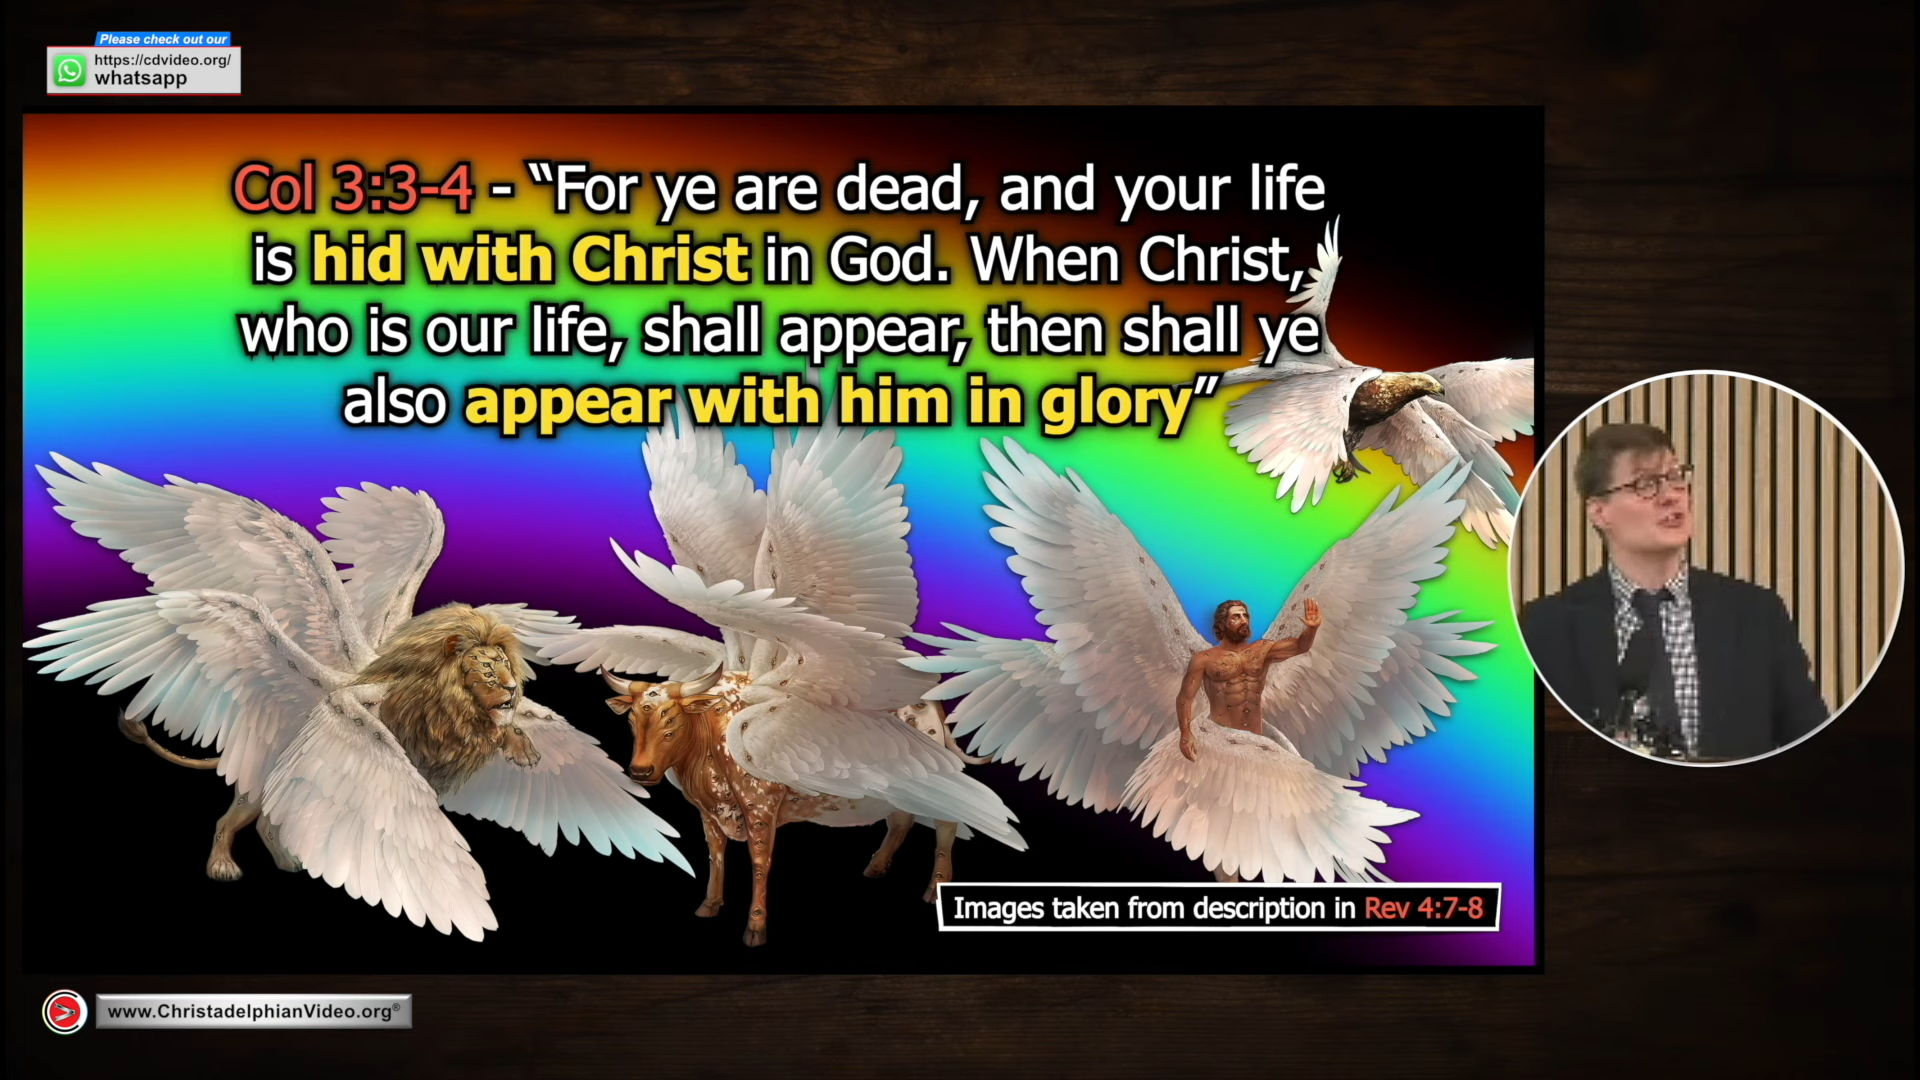 Please check out our
https://cdvideo.org/
whatsapp
Col 3:3-4 - “For ye are dead, and your life
is hid with Christ in God. When Christ,
who is our life, shall appear, then shall ye
also appear with him in glory”
Images taken from description in Rev 4:7-8
www.ChristadelphianVideo.org®